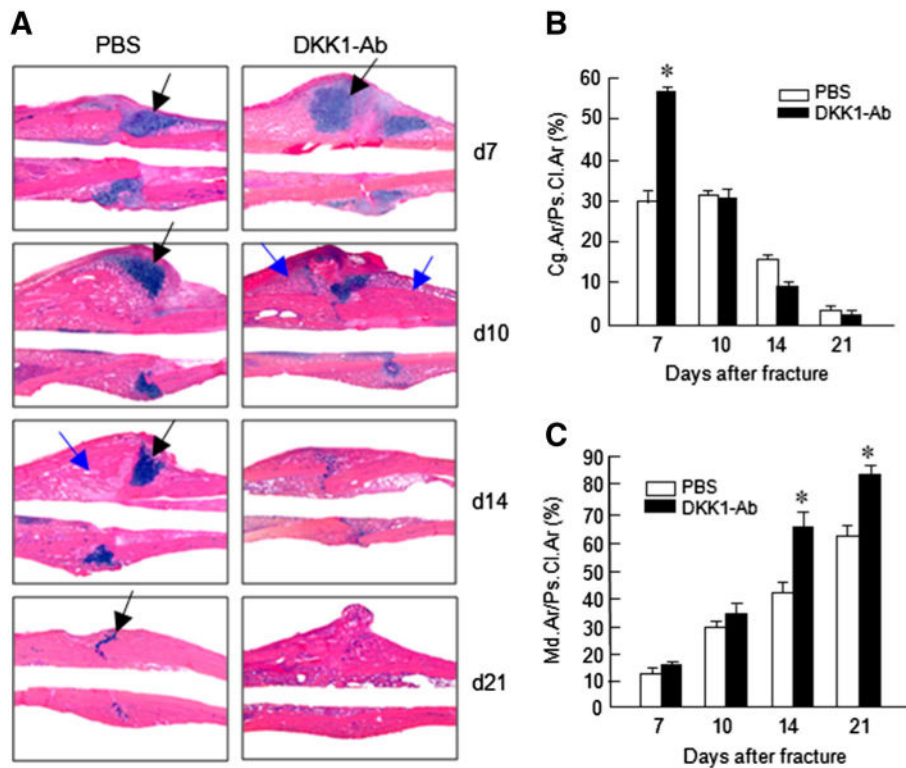 A
PBS
DKK1-Ab
d7
d10
d14
d21
B
Cg.Ar/Ps.Cl.Ar (%)
60
50
40
30
20
10
0
*
PBS
DKK1-Ab
7 10 14 21
Days after fracture
C
Md.Ar/Ps.Cl.Ar (%)
90
80
70
60
50
40
30
20
10
0
*
*
PBS
DKK1-Ab
7 10 14 21
Days after fracture